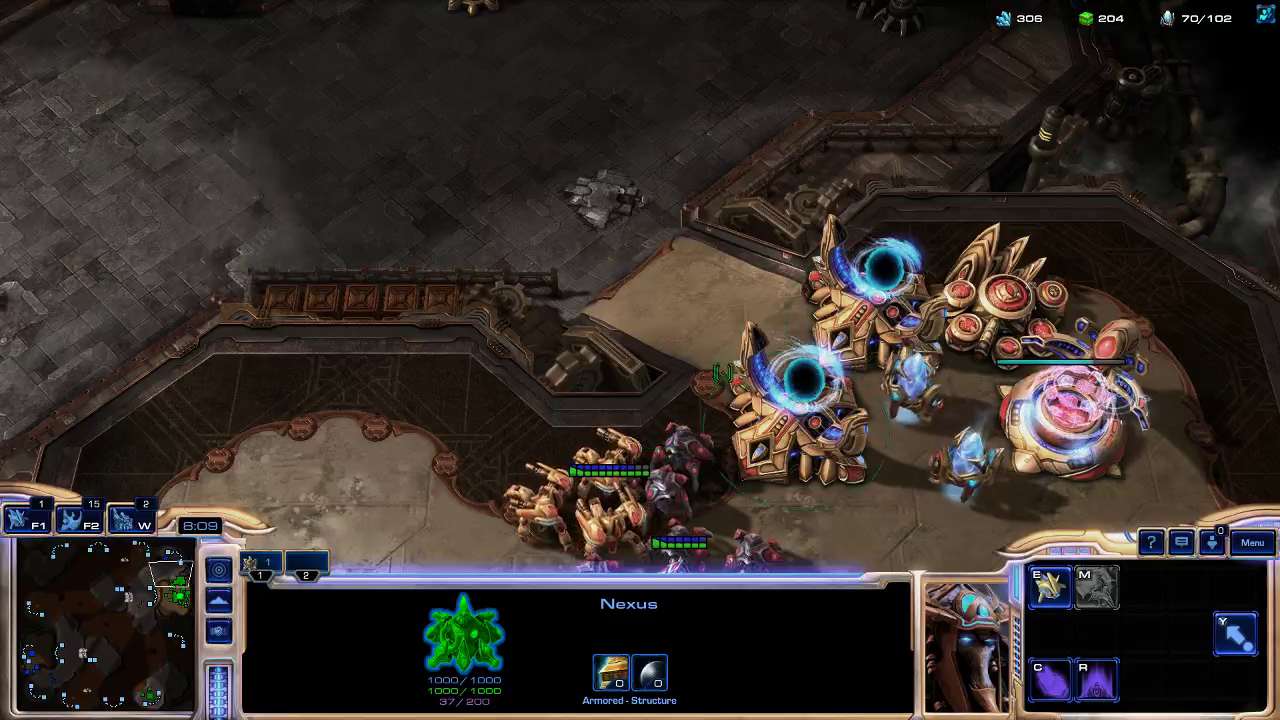 306 204 70/102
1 15 2
F1 F2 W
8:09
0
? Menu
1
1 2
Nexus
1000/1000
1000/1000
37/200
0 0
Armored - Structure
E M
Y
C R